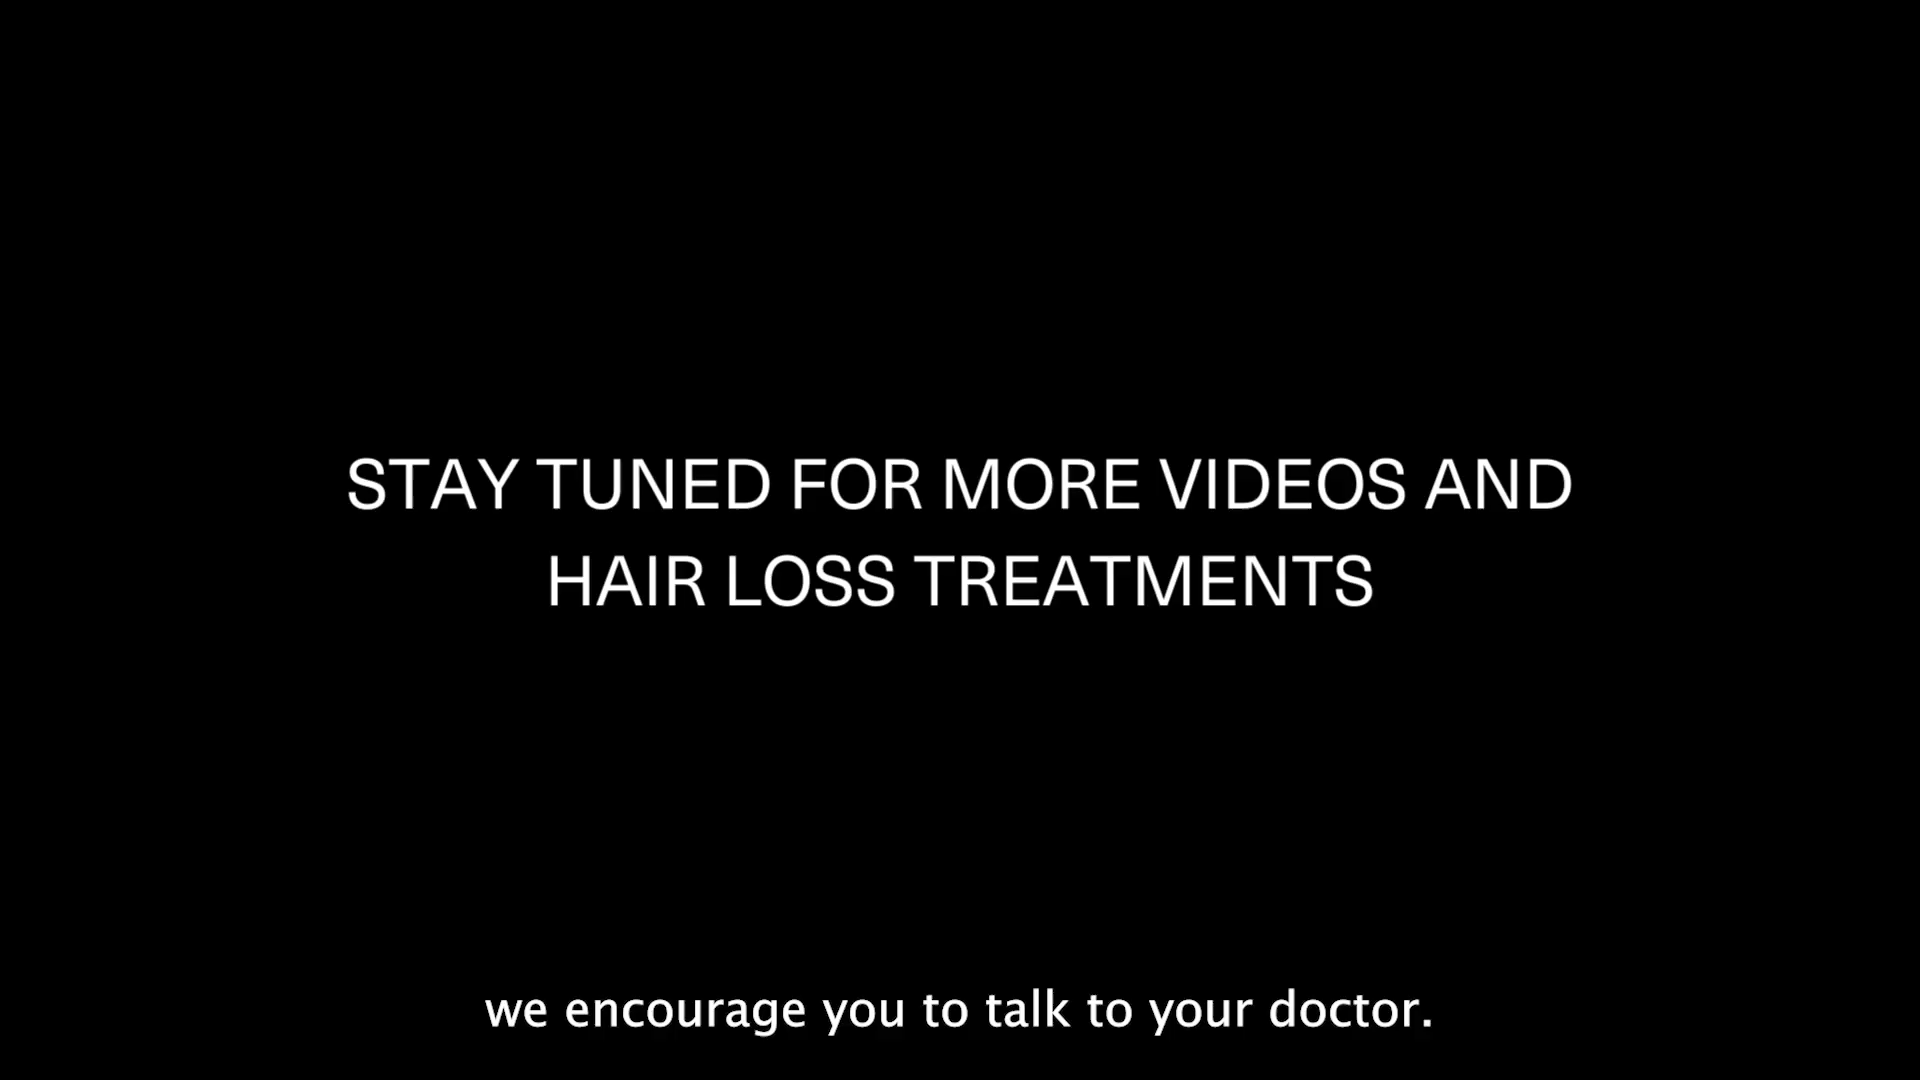 STAY TUNED FOR MORE VIDEOS AND
HAIR LOSS TREATMENTS
we encourage you to talk to your doctor.